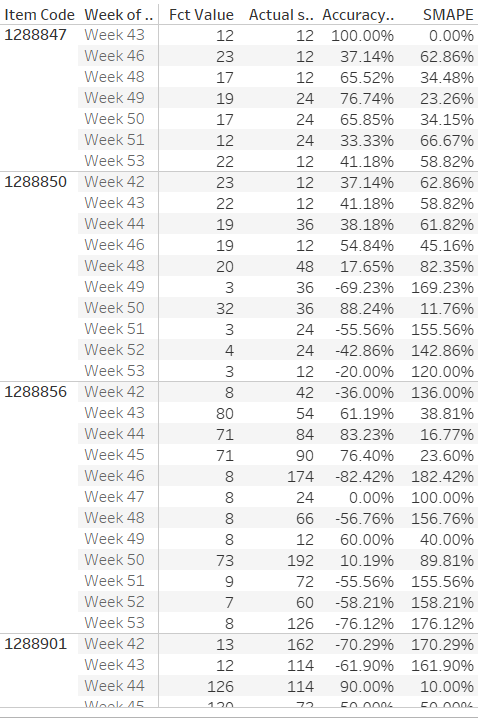 Item Code Week of .. Fct Value Actual s.. Accuracy.. SMAPE
1288847 Week 43 12 12 100.00% 0.00%
Week 46 23 12 37.14% 62.86%
Week 48 17 12 65.52% 34.48%
Week 49 19 24 76.74% 23.26%
Week 50 17 24 65.85% 34.15%
Week 51 12 24 33.33% 66.67%
Week 53 22 12 41.18% 58.82%
1288850 Week 42 23 12 37.14% 62.86%
Week 43 22 12 41.18% 58.82%
Week 44 19 36 38.18% 61.82%
Week 46 19 12 54.84% 45.16%
Week 48 20 48 17.65% 82.35%
Week 49 3 36 -69.23% 169.23%
Week 50 32 36 88.24% 11.76%
Week 51 3 24 -55.56% 155.56%
Week 52 4 24 -42.86% 142.86%
Week 53 3 12 -20.00% 120.00%
1288856 Week 42 8 42 -36.00% 136.00%
Week 43 80 54 61.19% 38.81%
Week 44 71 84 83.23% 16.77%
Week 45 71 90 76.40% 23.60%
Week 46 8 174 -82.42% 182.42%
Week 47 8 24 0.00% 100.00%
Week 48 8 66 -56.76% 156.76%
Week 49 8 12 60.00% 40.00%
Week 50 73 192 10.19% 89.81%
Week 51 9 72 -55.56% 155.56%
Week 52 7 60 -58.21% 158.21%
Week 53 8 126 -76.12% 176.12%
1288901 Week 42 13 162 -70.29% 170.29%
Week 43 12 114 -61.90% 161.90%
Week 44 126 114 90.00% 10.00%
Week 45